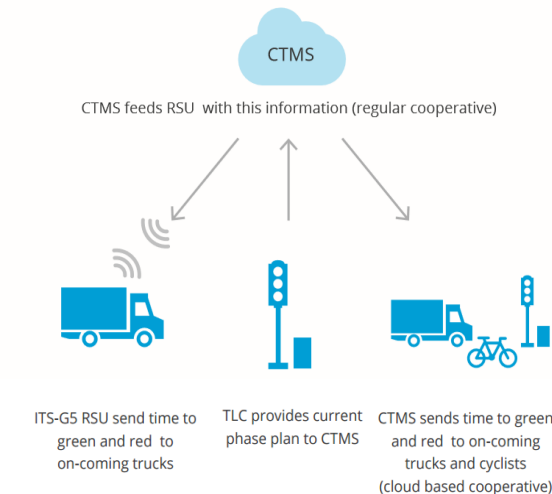 CTMS
CTMS feeds RSU with this information (regular cooperative)
ITS-G5 RSU send time to
green and red to
on-coming trucks
TLC provides current
phase plan to CTMS
CTMS sends time to green
and red to on-coming
trucks and cyclists
(cloud based cooperative)